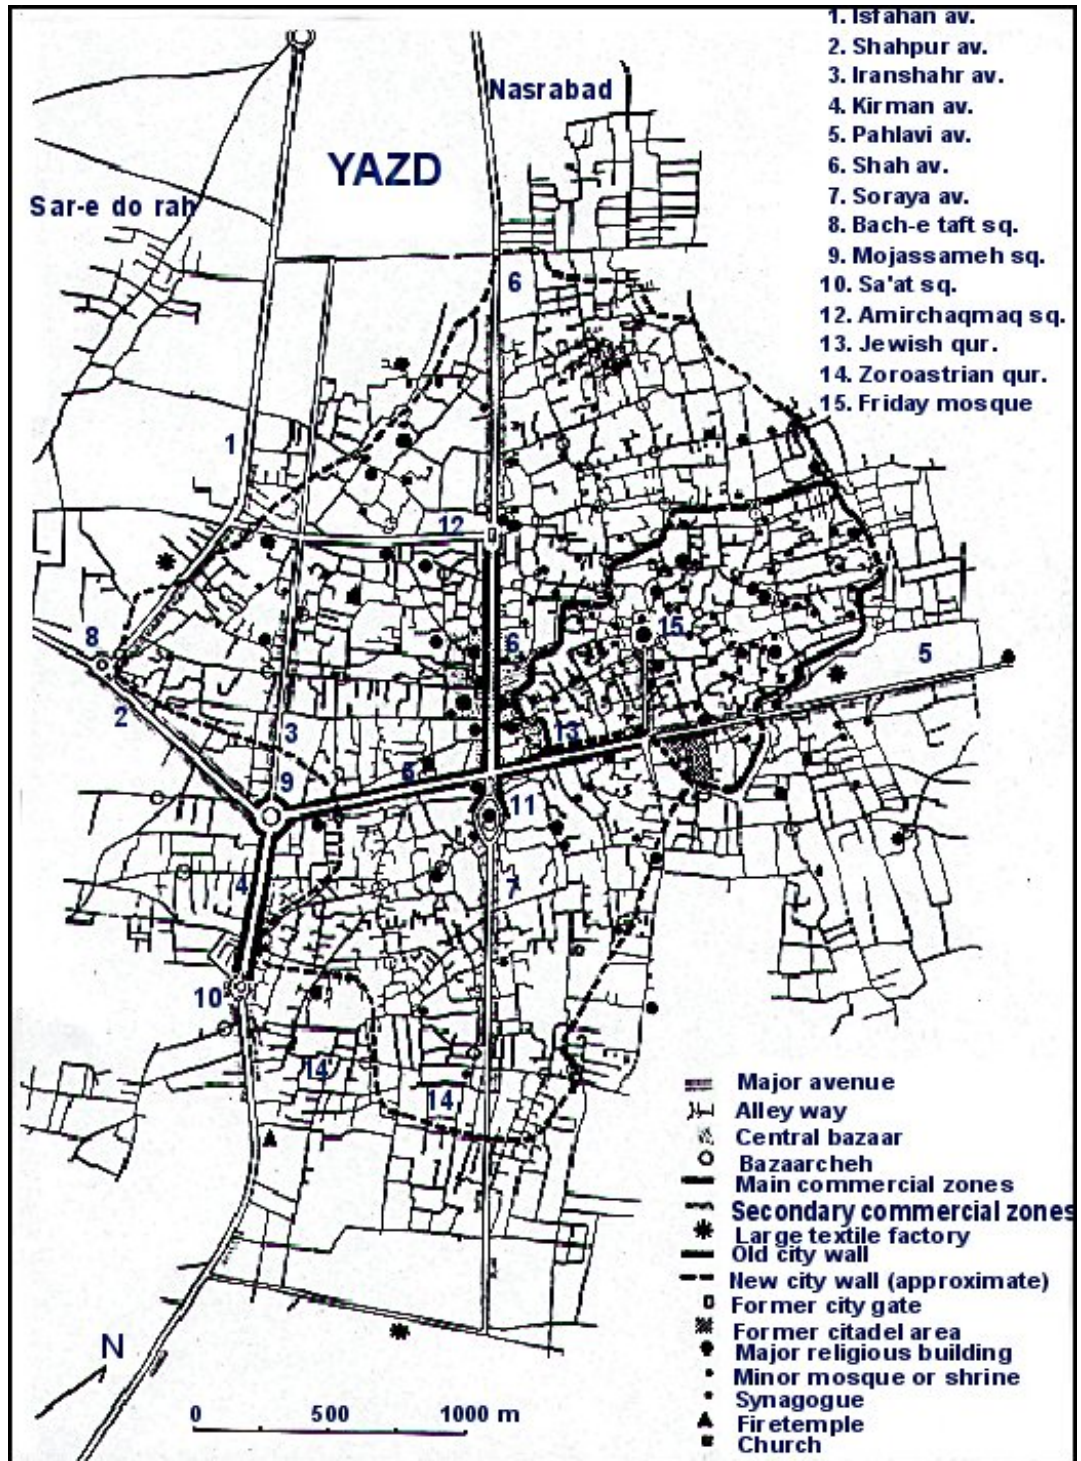 1. Isfahan av.
2. Shahpur av.
3. Iranshahr av.
4. Kirman av.
5. Pahlavi av.
6. Shah av.
7. Soraya av.
8. Bach-e taft sq.
9. Mojassameh sq.
10. Sa'at sq.
12. Amirchaqmaq sq.
13. Jewish qur.
14. Zoroastrian qur.
15. Friday mosque
Nasrabad
YAZD
Sar-e do rah
6
1
12
15
8
6
5
2
3
13
9
5
11
4
7
10
14
14
Major avenue
Alley way
Central bazaar
Bazaarcheh
Main commercial zones
Secondary commercial zones
Large textile factory
Old city wall
New city wall (approximate)
Former city gate
Former citadel area
Major religious building
Minor mosque or shrine
Synagogue
Firetemple
Church
N
0 500 1000 m